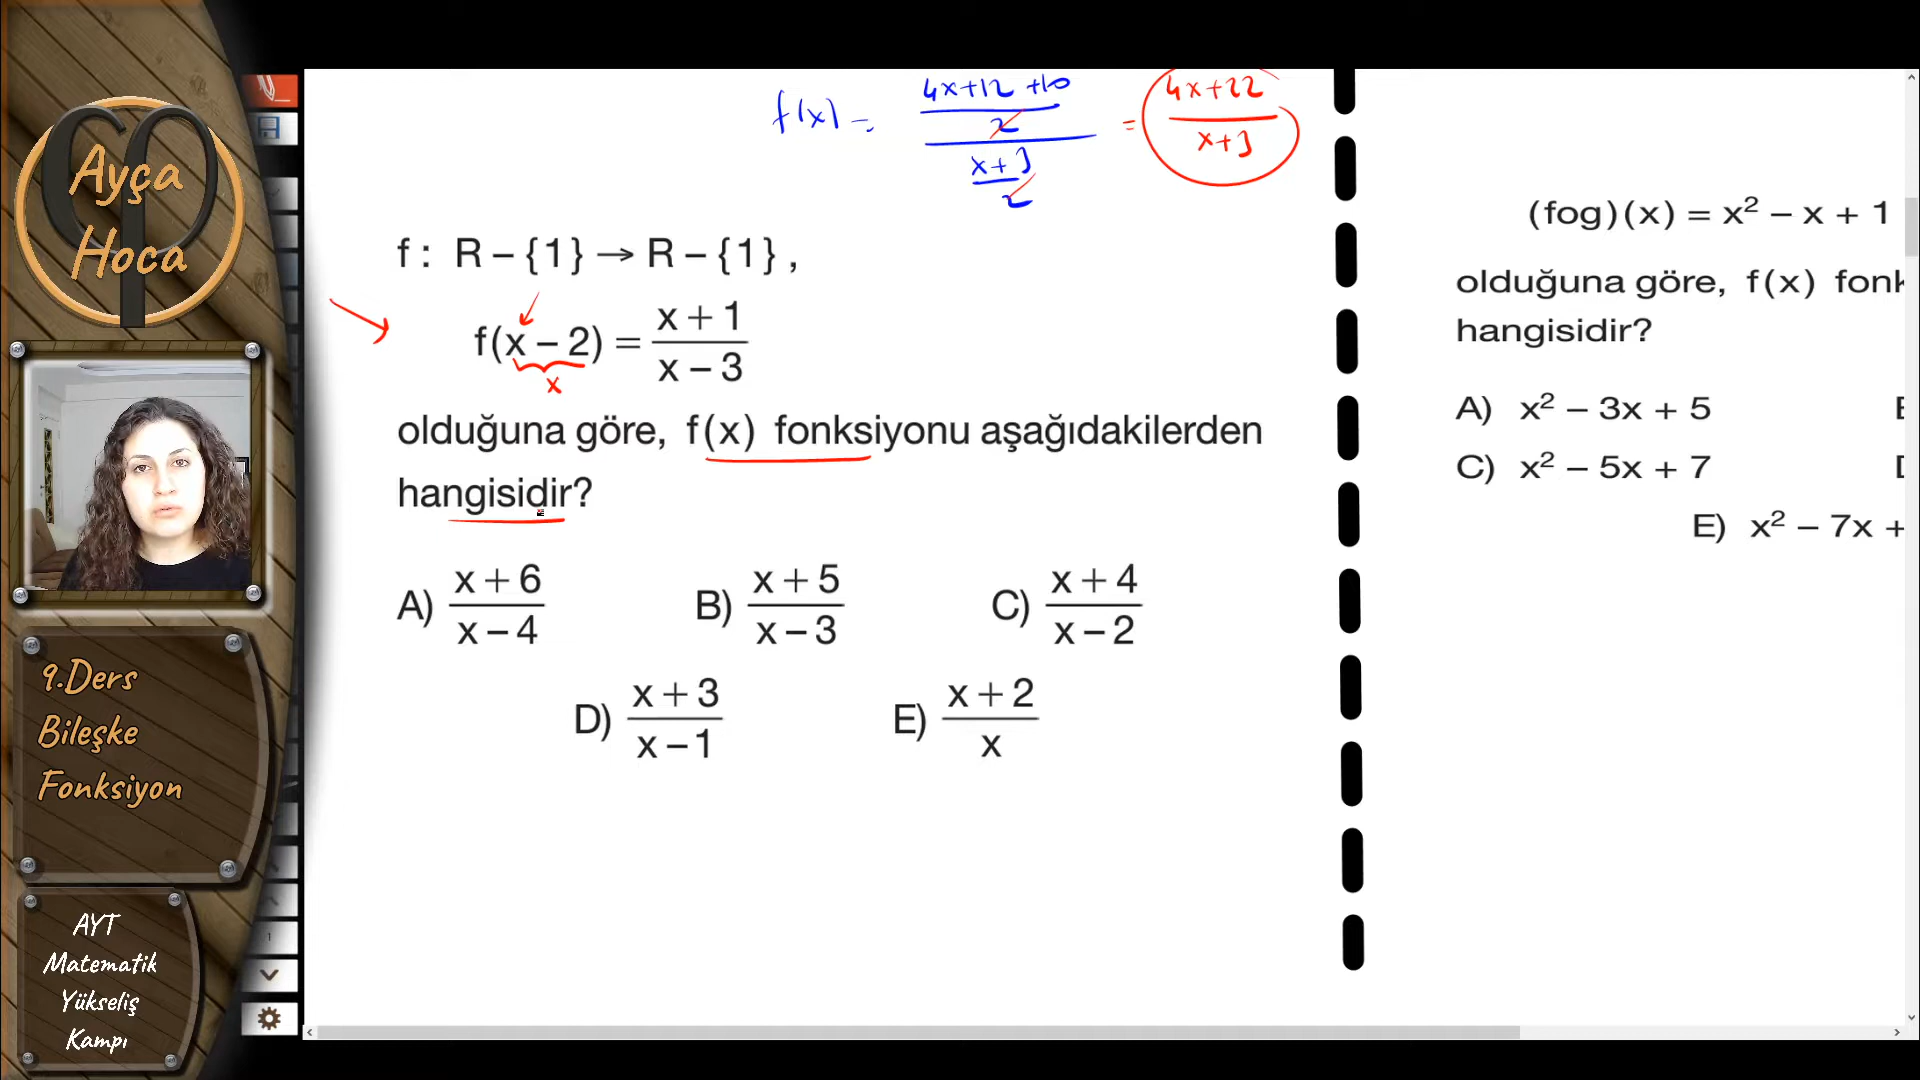 Ayça
Hoca
9.Ders
Bileşke
Fonksiyon
AYT
Matematik
Yükseliş
Kampı
f(x) = 4x+12 +10 / 2 / x+3 / 2 = 4x+22 / x+3
f : R – {1} → R – {1} ,
f(x – 2) = x + 1 / x – 3
x
olduğuna göre, f(x) fonksiyonu aşağıdakilerden
hangisidir?
A) x + 6 / x – 4 B) x + 5 / x – 3 C) x + 4 / x – 2
D) x + 3 / x – 1 E) x + 2 / x
(fog)(x) = x² – x + 1
olduğuna göre, f(x) fonk
hangisidir?
A) x² – 3x + 5
C) x² – 5x + 7
E) x² – 7x +